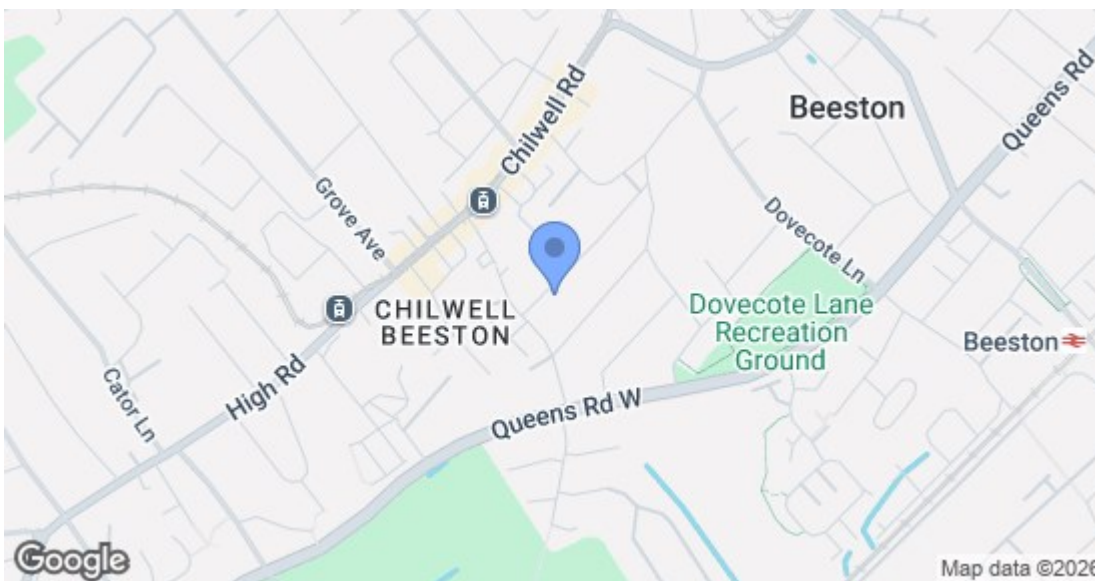 Chilwell Rd
Beeston
Queens Rd
Grove Ave
Dovecote Ln
CHILWELL
BEESTON
Dovecote Lane
Recreation
Ground
Beeston
Cator Ln
High Rd
Queens Rd W
Google
Map data ©2026